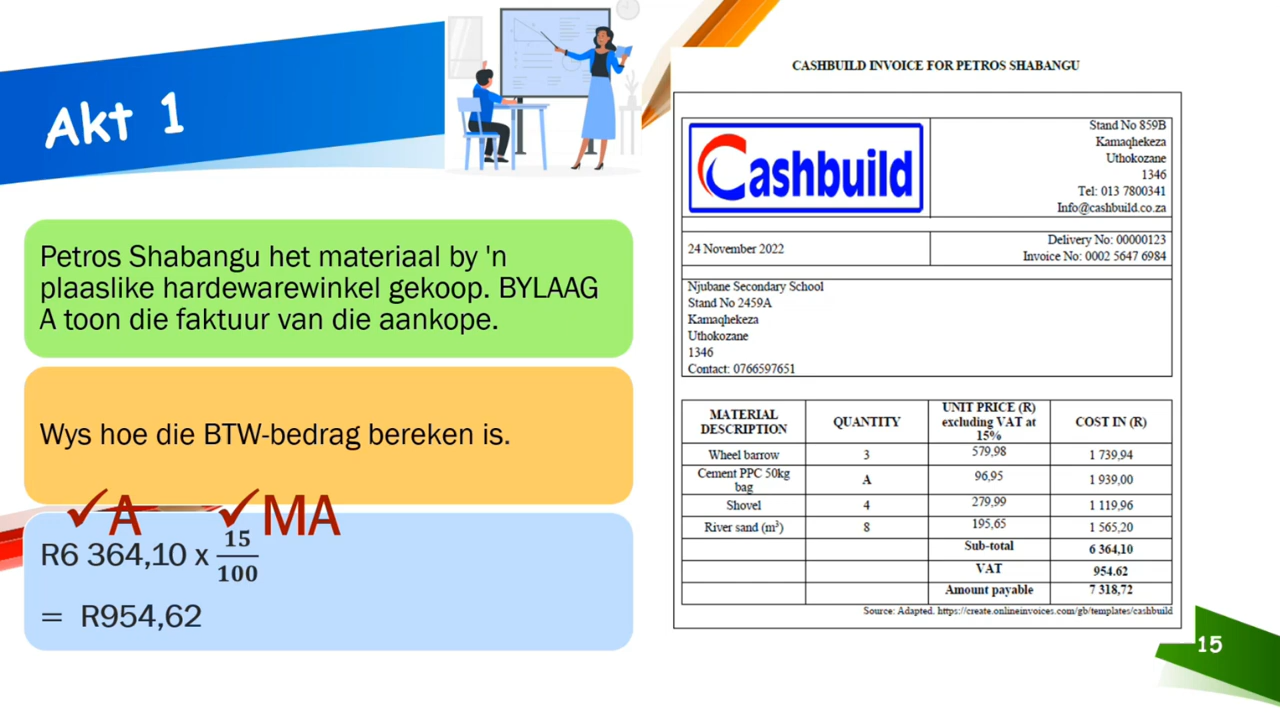 Akt 1
Petros Shabangu het materiaal by 'n
plaaslike hardewarewinkel gekoop. BYLAAG
A toon die faktuur van die aankope.
Wys hoe die BTW-bedrag bereken is.
✓A ✓MA
R6 364,10 x 15/100
= R954,62
CASHBUILD INVOICE FOR PETROS SHABANGU
Cashbuild
Stand No 859B
Kamaqhekeza
Uthokozane
1346
Tel: 013 7800341
Info@cashbuild.co.za
24 November 2022
Delivery No: 00000123
Invoice No: 0002 5647 6984
Njubane Secondary School
Stand No 2459A
Kamaqhekeza
Uthokozane
1346
Contact: 0766597651
MATERIAL DESCRIPTION QUANTITY UNIT PRICE (R) excluding VAT at 15% COST IN (R)
Wheel barrow 3 579,98 1 739,94
Cement PPC 50kg bag A 96,95 1 939,00
Shovel 4 279,99 1 119,96
River sand (m³) 8 195,65 1 565,20
Sub-total 6 364,10
VAT 954.62
Amount payable 7 318,72
Source: Adapted. https://create.onlineinvoices.com/gb/templates/cashbuild
15